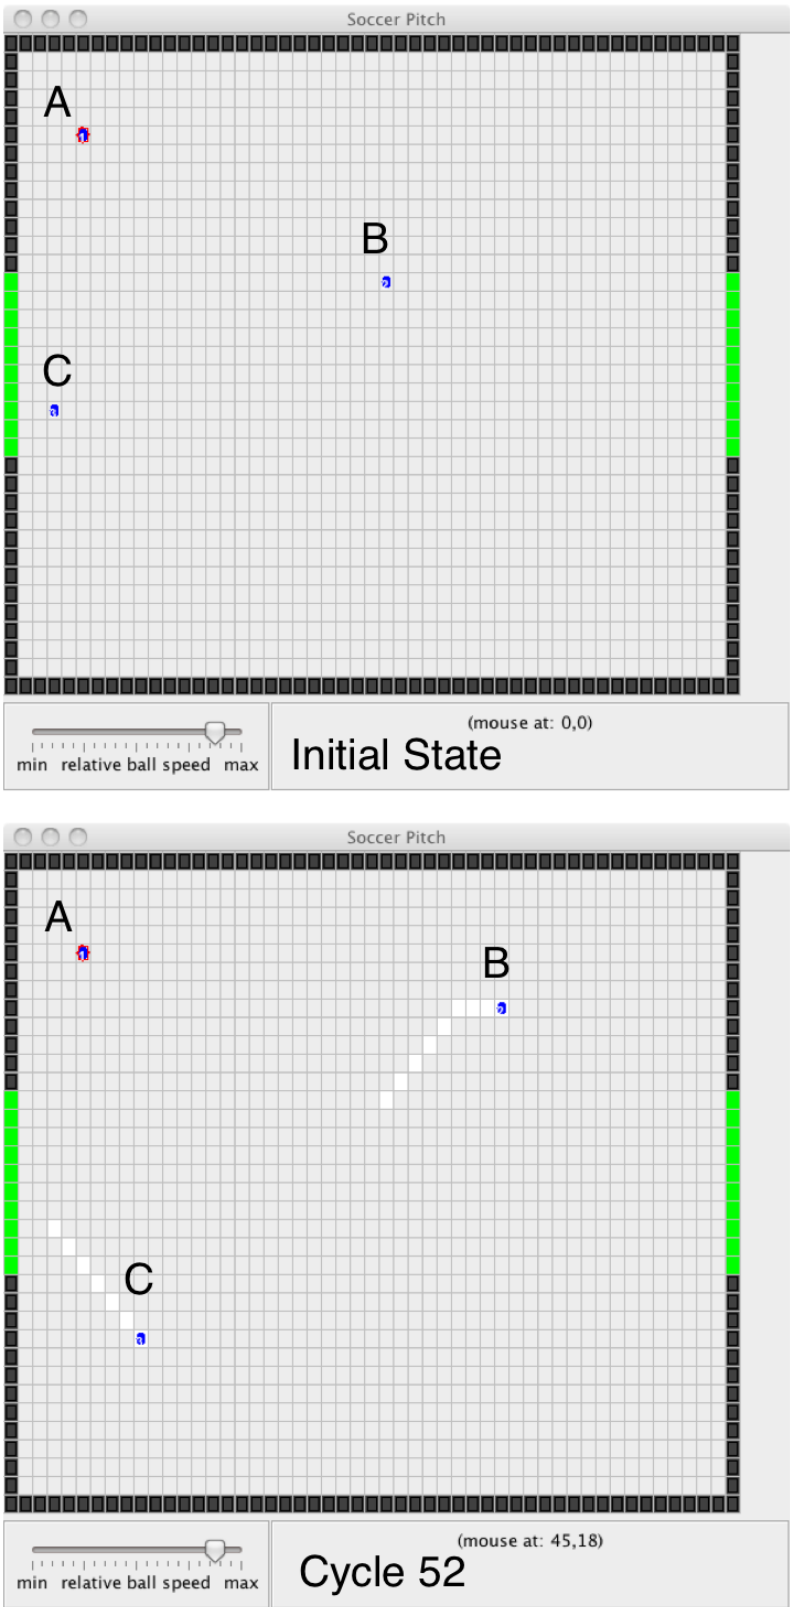 Soccer Pitch
A
B
C
(mouse at: 0,0)
min relative ball speed max
Initial State
Soccer Pitch
A
B
C
(mouse at: 45,18)
min relative ball speed max
Cycle 52